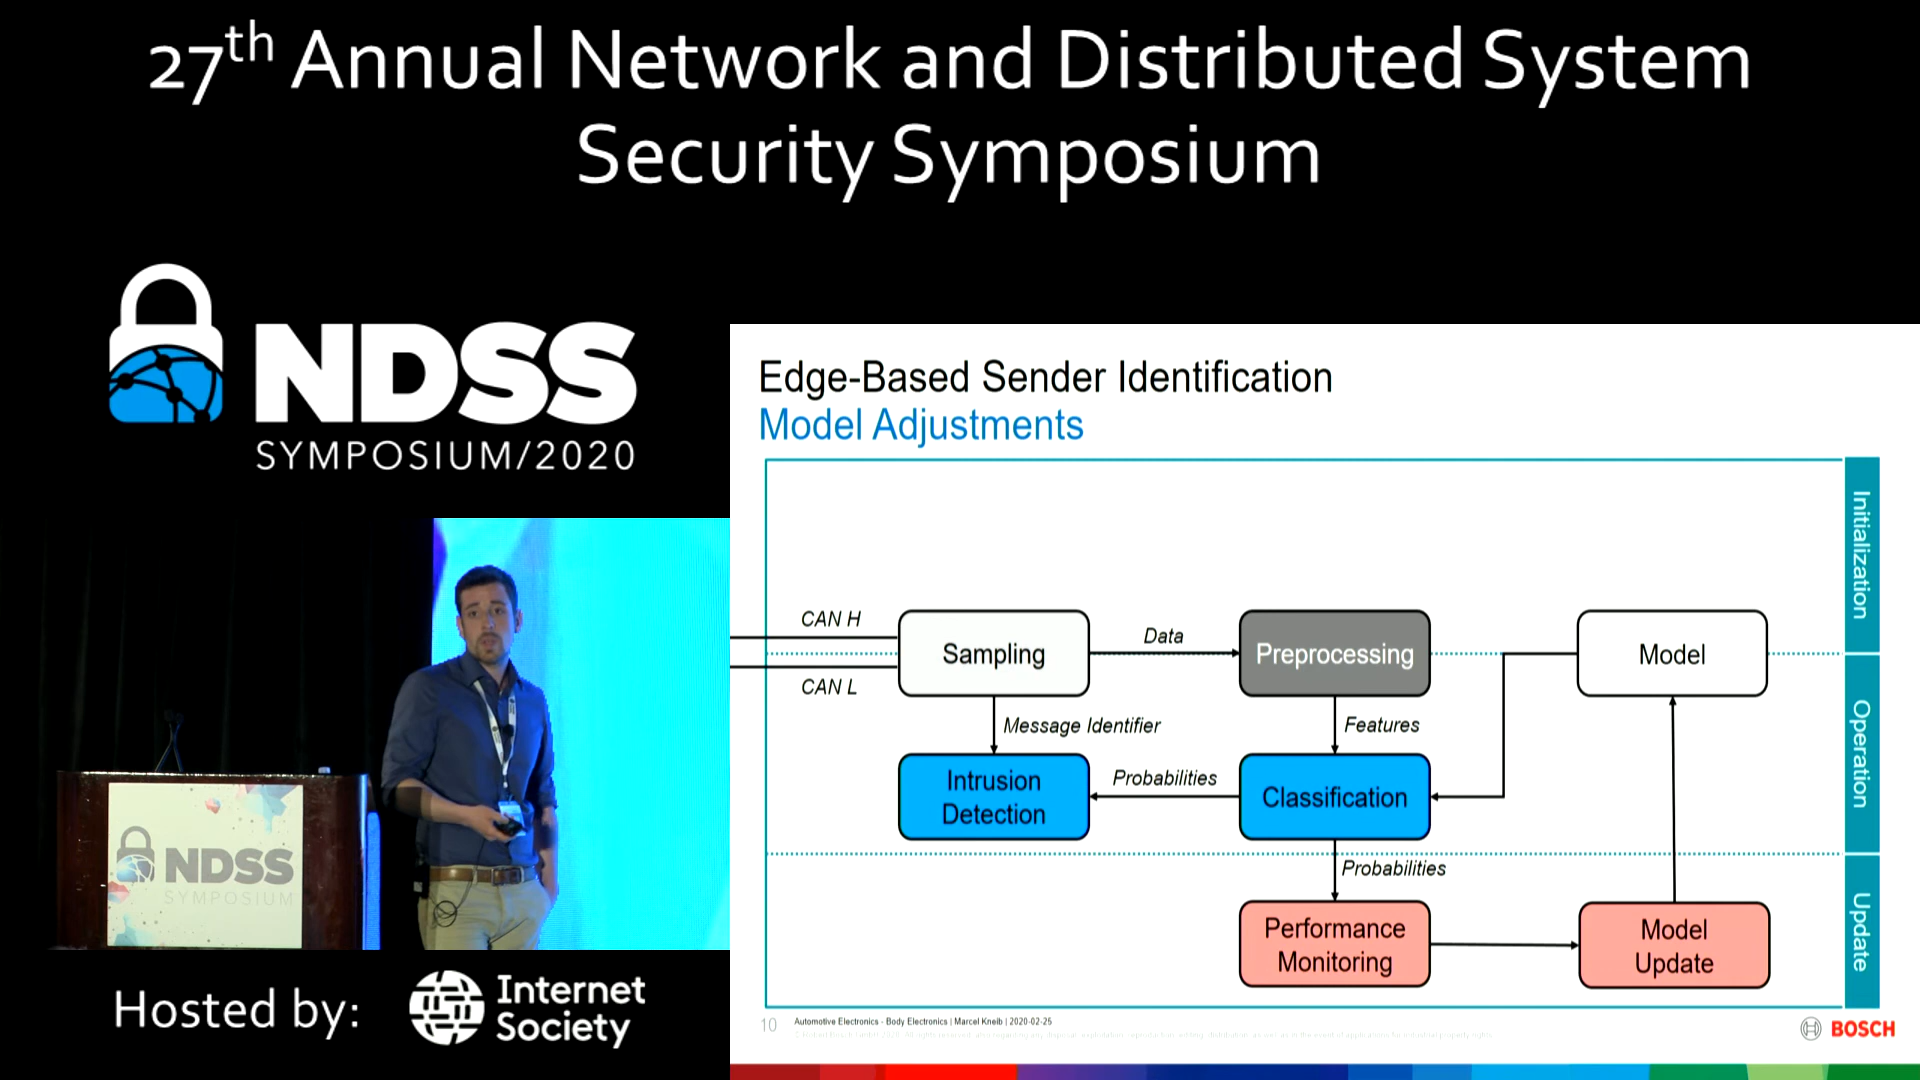 27th Annual Network and Distributed System
Security Symposium
NDSS
SYMPOSIUM/2020
Edge-Based Sender Identification
Model Adjustments
Initialization
Operation
Update
CAN H
CAN L
Sampling
Data
Preprocessing
Model
Message Identifier
Features
Intrusion
Detection
Probabilities
Classification
Probabilities
Performance
Monitoring
Model
Update
10
Automotive Electronics - Body Electronics | Marcel Kneib | 2020-02-25
BOSCH
NDSS
SYMPOSIUM
Hosted by:
Internet
Society